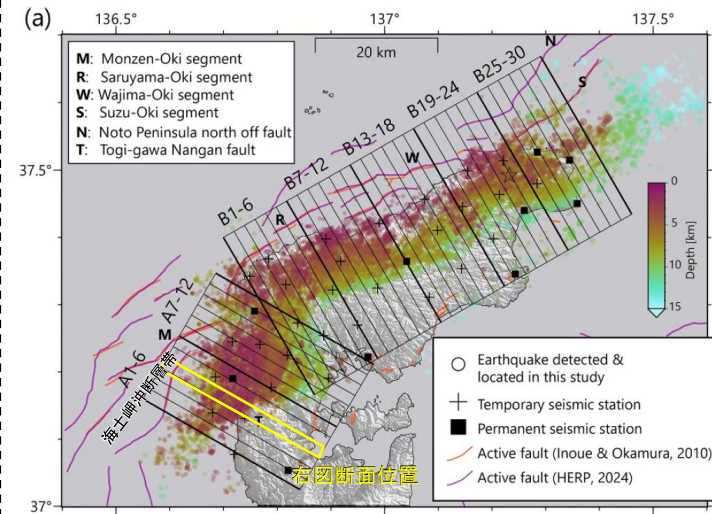 (a)
136.5°
137°
137.5°
20 km
M: Monzen-Oki segment
R: Saruyama-Oki segment
W: Wajima-Oki segment
S: Suzu-Oki segment
N: Noto Peninsula north off fault
T: Togi-gawa Nangan fault
N
S
B25-30
B19-24
B13-18
B7-12
B1-6
W
R
37.5°
A7-12
M
A1-6
海士岬沖断層帯
T
右図断面位置
37°
0
5
10
15
Depth [km]
Earthquake detected &
located in this study
Temporary seismic station
Permanent seismic station
Active fault (Inoue & Okamura, 2010)
Active fault (HERP, 2024)